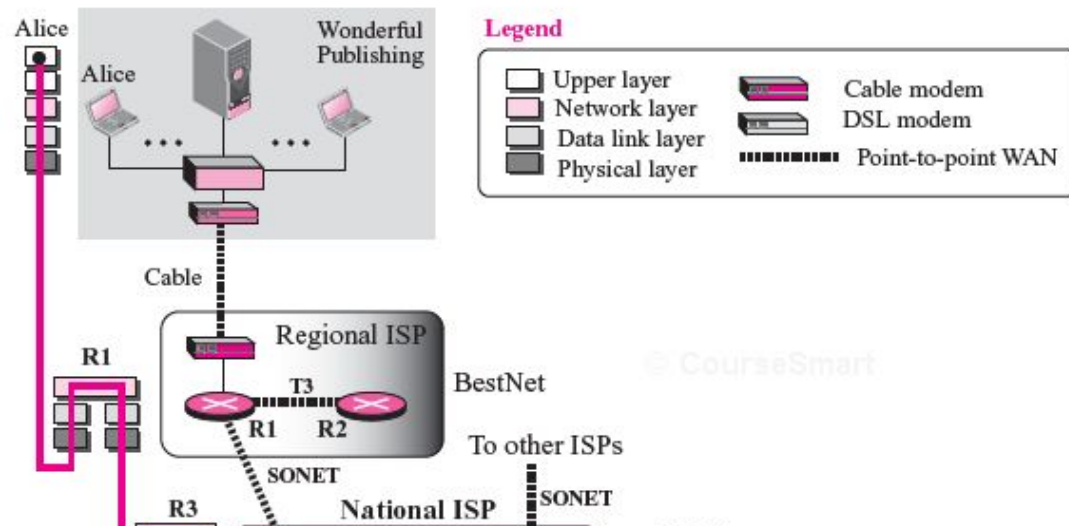 Alice
Alice
Wonderful
Publishing
Legend
Upper layer
Network layer
Data link layer
Physical layer
Cable modem
DSL modem
Point-to-point WAN
Cable
Regional ISP
BestNet
T3
R1
R1
R2
© CourseSmart
To other ISPs
SONET
SONET
R3
National ISP